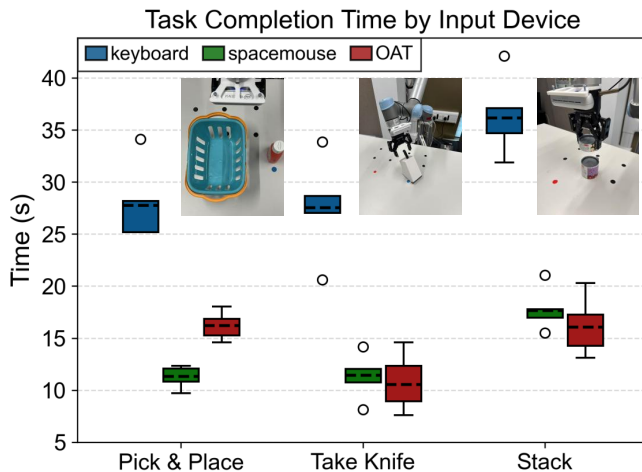 Task Completion Time by Input Device
keyboard spacemouse OAT
Time (s)
40
35
30
25
20
15
10
5
Pick & Place Take Knife Stack